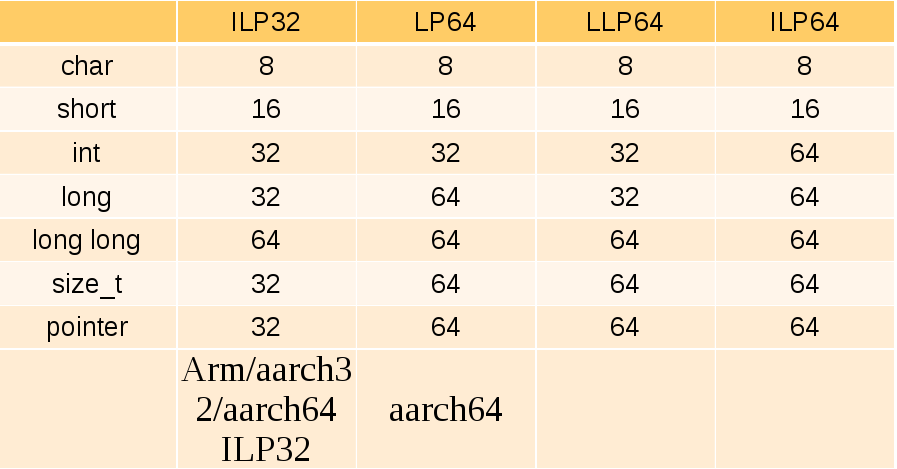 ILP32 LP64 LLP64 ILP64
char 8 8 8 8
short 16 16 16 16
int 32 32 32 64
long 32 64 32 64
long long 64 64 64 64
size_t 32 64 64 64
pointer 32 64 64 64
Arm/aarch3
2/aarch64 aarch64
ILP32